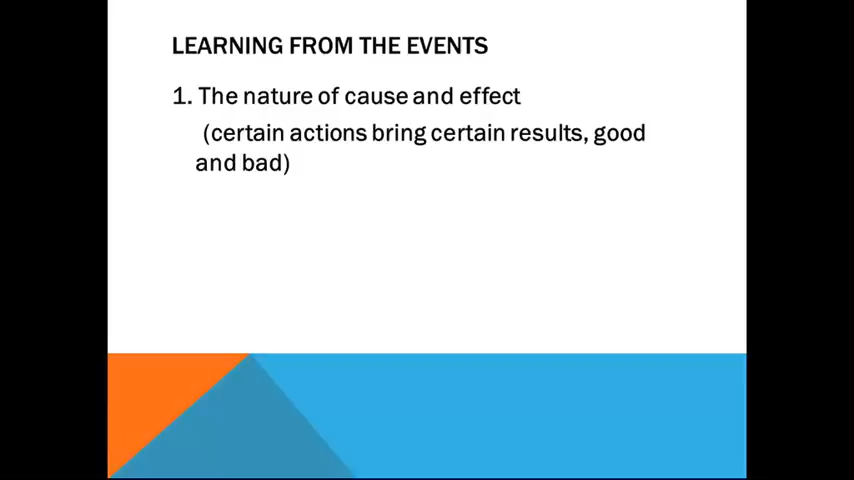 LEARNING FROM THE EVENTS
1. The nature of cause and effect
(certain actions bring certain results, good
and bad)